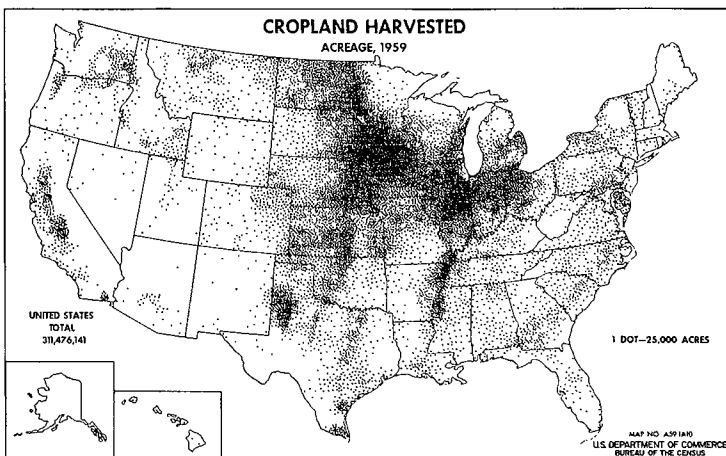 CROPLAND HARVESTED
ACREAGE, 1959
UNITED STATES
TOTAL
311,476,141
1 DOT—25,000 ACRES
MAP NO. A59 (A11)
U.S. DEPARTMENT OF COMMERCE
BUREAU OF THE CENSUS